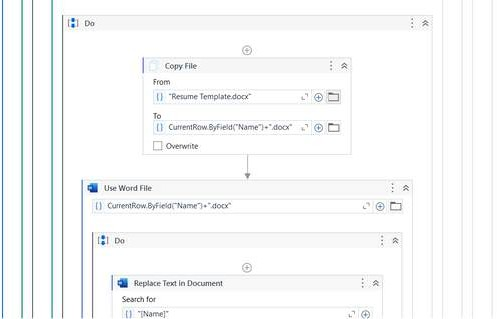 Do
Copy File
From
"Resume Template.docx"
To
CurrentRow.ByField("Name")+".docx"
Overwrite
Use Word File
CurrentRow.ByField("Name")+".docx"
Do
Replace Text in Document
Search for
"[Name]"